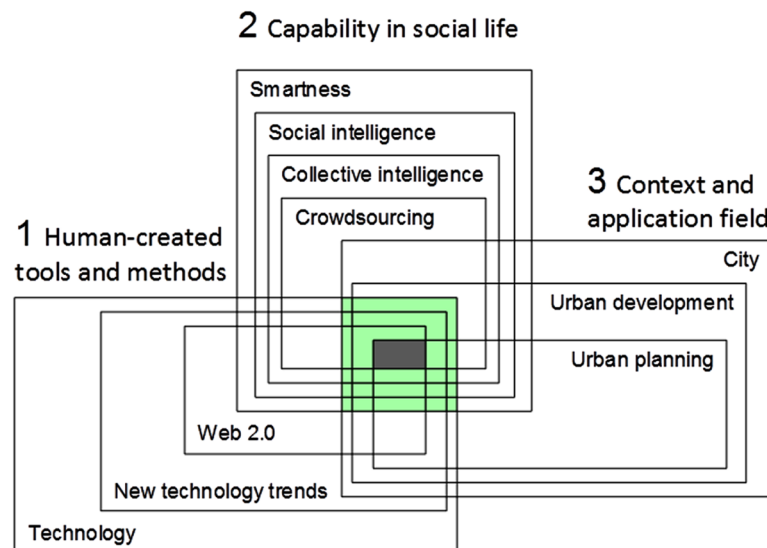 2 Capability in social life
Smartness
Social intelligence
Collective intelligence
Crowdsourcing
3 Context and
application field
City
Urban development
Urban planning
1 Human-created
tools and methods
Web 2.0
New technology trends
Technology